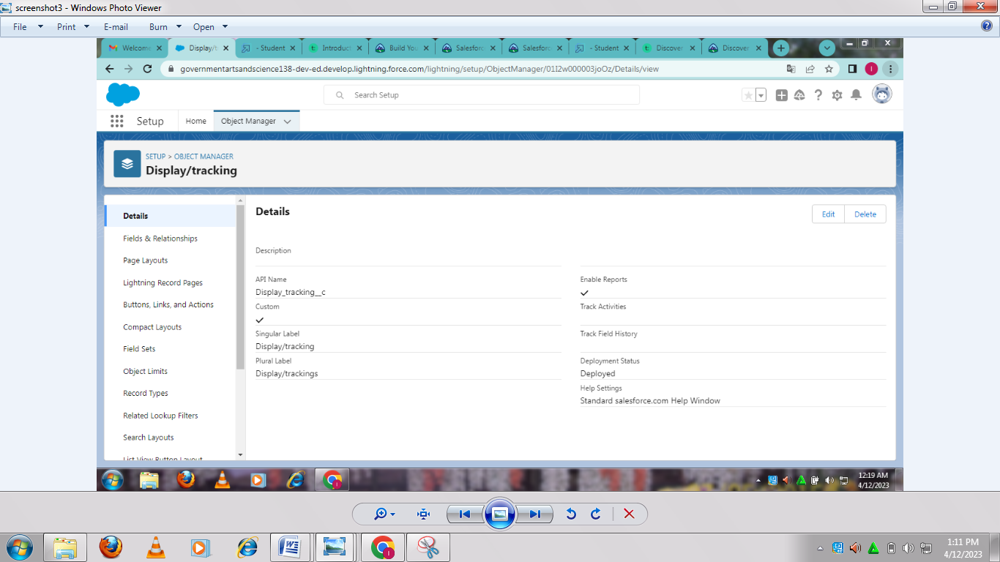 screenshot3 - Windows Photo Viewer
File Print E-mail Burn Open
Welcome Display/t - Student Introduct Build You Salesforc Salesforc - Student Discover Discover
governmentartsandscience138-dev-ed.develop.lightning.force.com/lightning/setup/ObjectManager/01I2w000003joOz/Details/view
Search Setup
Setup Home Object Manager
SETUP > OBJECT MANAGER
Display/tracking
Details
Fields & Relationships
Page Layouts
Lightning Record Pages
Buttons, Links, and Actions
Compact Layouts
Field Sets
Object Limits
Record Types
Related Lookup Filters
Search Layouts
List View Button Layout
Details
Edit Delete
Description
API Name
Display_tracking__c
Custom
Singular Label
Display/tracking
Plural Label
Display/trackings
Enable Reports
Track Activities
Track Field History
Deployment Status
Deployed
Help Settings
Standard salesforce.com Help Window
12:19 AM
4/12/2023
1:11 PM
4/12/2023